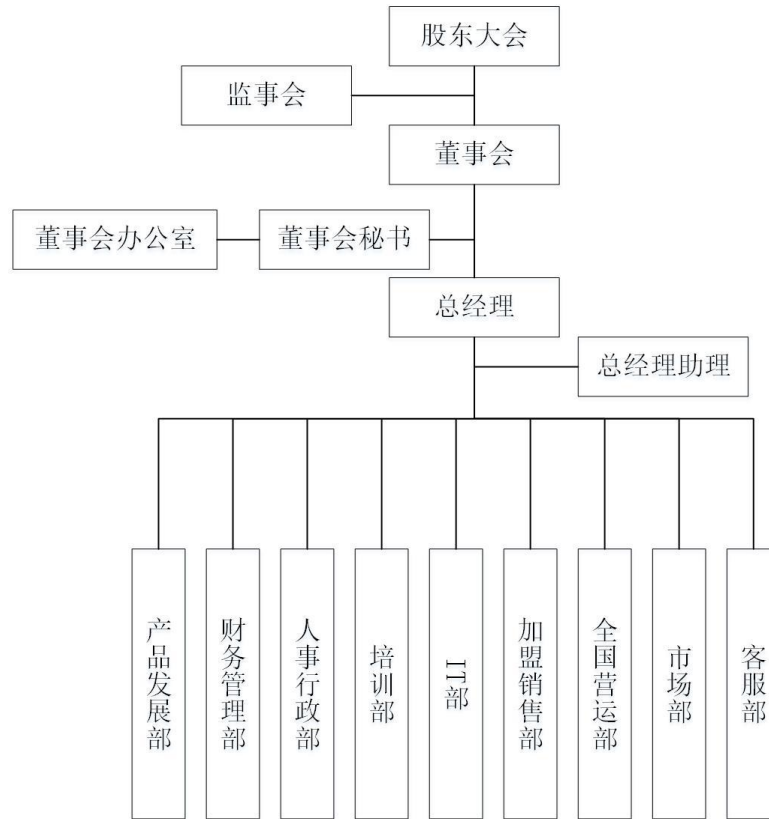 股东大会
监事会
董事会
董事会办公室
董事会秘书
总经理
总经理助理
产品发展部
财务管理部
人事行政部
培训部
IT部
加盟销售部
全国营运部
市场部
客服部